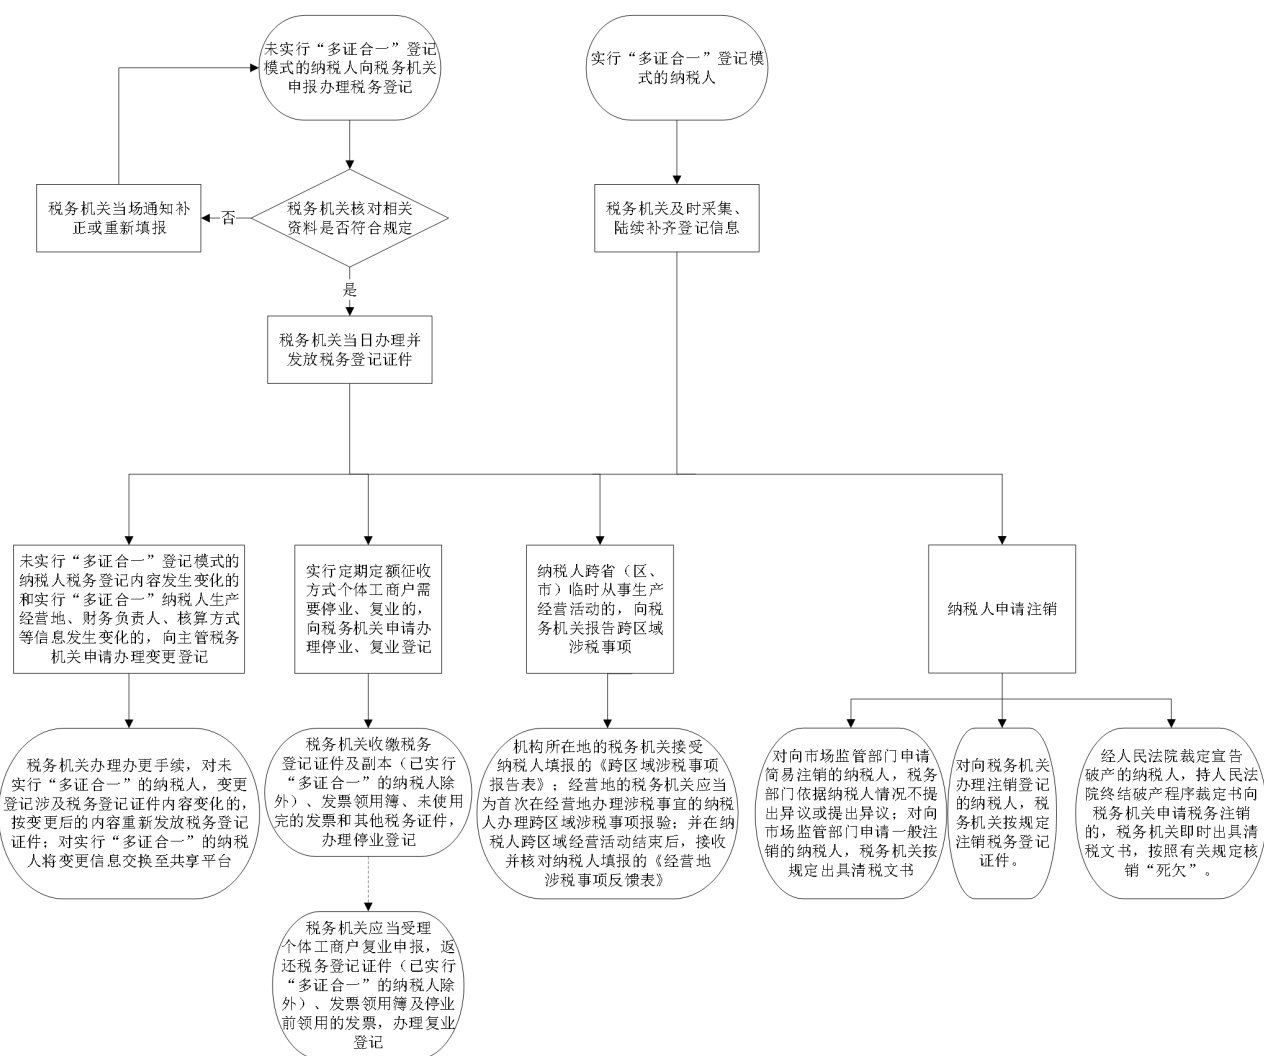 未实行“多证合一”登记
模式的纳税人向税务机关
申报办理税务登记
实行“多证合一”登记模
式的纳税人
税务机关当场通知补
正或重新填报
否
税务机关核对相关
资料是否符合规定
税务机关及时采集、
陆续补齐登记信息
是
税务机关当日办理并
发放税务登记证件
未实行“多证合一”登记模式的
纳税人税务登记内容发生变化的
和实行“多证合一”纳税人生产
经营地、财务负责人、核算方式
等信息发生变化的，向主管税务
机关申请办理变更登记
实行定期定额征收
方式个体工商户需
要停业、复业的，
向税务机关申请办
理停业、复业登记
纳税人跨省（区、
市）临时从事生产
经营活动的，向税
务机关报告跨区域
涉税事项
纳税人申请注销
税务机关办理办更手续，对未
实行“多证合一”的纳税人，变更
登记涉及税务登记证件内容变化的，
按变更后的内容重新发放税务登记
证件；对实行“多证合一”的纳税
人将变更信息交换至共享平台
税务机关收缴税务
登记证件及副本（已实行
“多证合一”的纳税人除
外）、发票领用簿、未使用
完的发票和其他税务证件，
办理停业登记
机构所在地的税务机关接受
纳税人填报的《跨区域涉税事项
报告表》；经营地的税务机关应当
为首次在经营地办理涉税事宜的纳税
人办理跨区域涉税事项报验；并在纳
税人跨区域经营活动结束后，接收
并核对纳税人填报的《经营地
涉税事项反馈表》
对向市场监管部门申请
简易注销的纳税人，税务
部门依据纳税人情况不提
出异议或提出异议；对向
市场监管部门申请一般注
销的纳税人，税务机关按
规定出具清税文书
对向税务机关
办理注销登记
的纳税人，税
务机关按规定
注销税务登记
证件。
经人民法院裁定宣告
破产的纳税人，持人民法
院终结破产程序裁定书向
税务机关申请税务注销
的，税务机关即时出具清
税文书，按照有关规定核
销“死欠”。
税务机关应当受理
个体工商户复业申报，返
还税务登记证件（已实行
“多证合一”的纳税人除
外）、发票领用簿及停业
前领用的发票，办理复业
登记